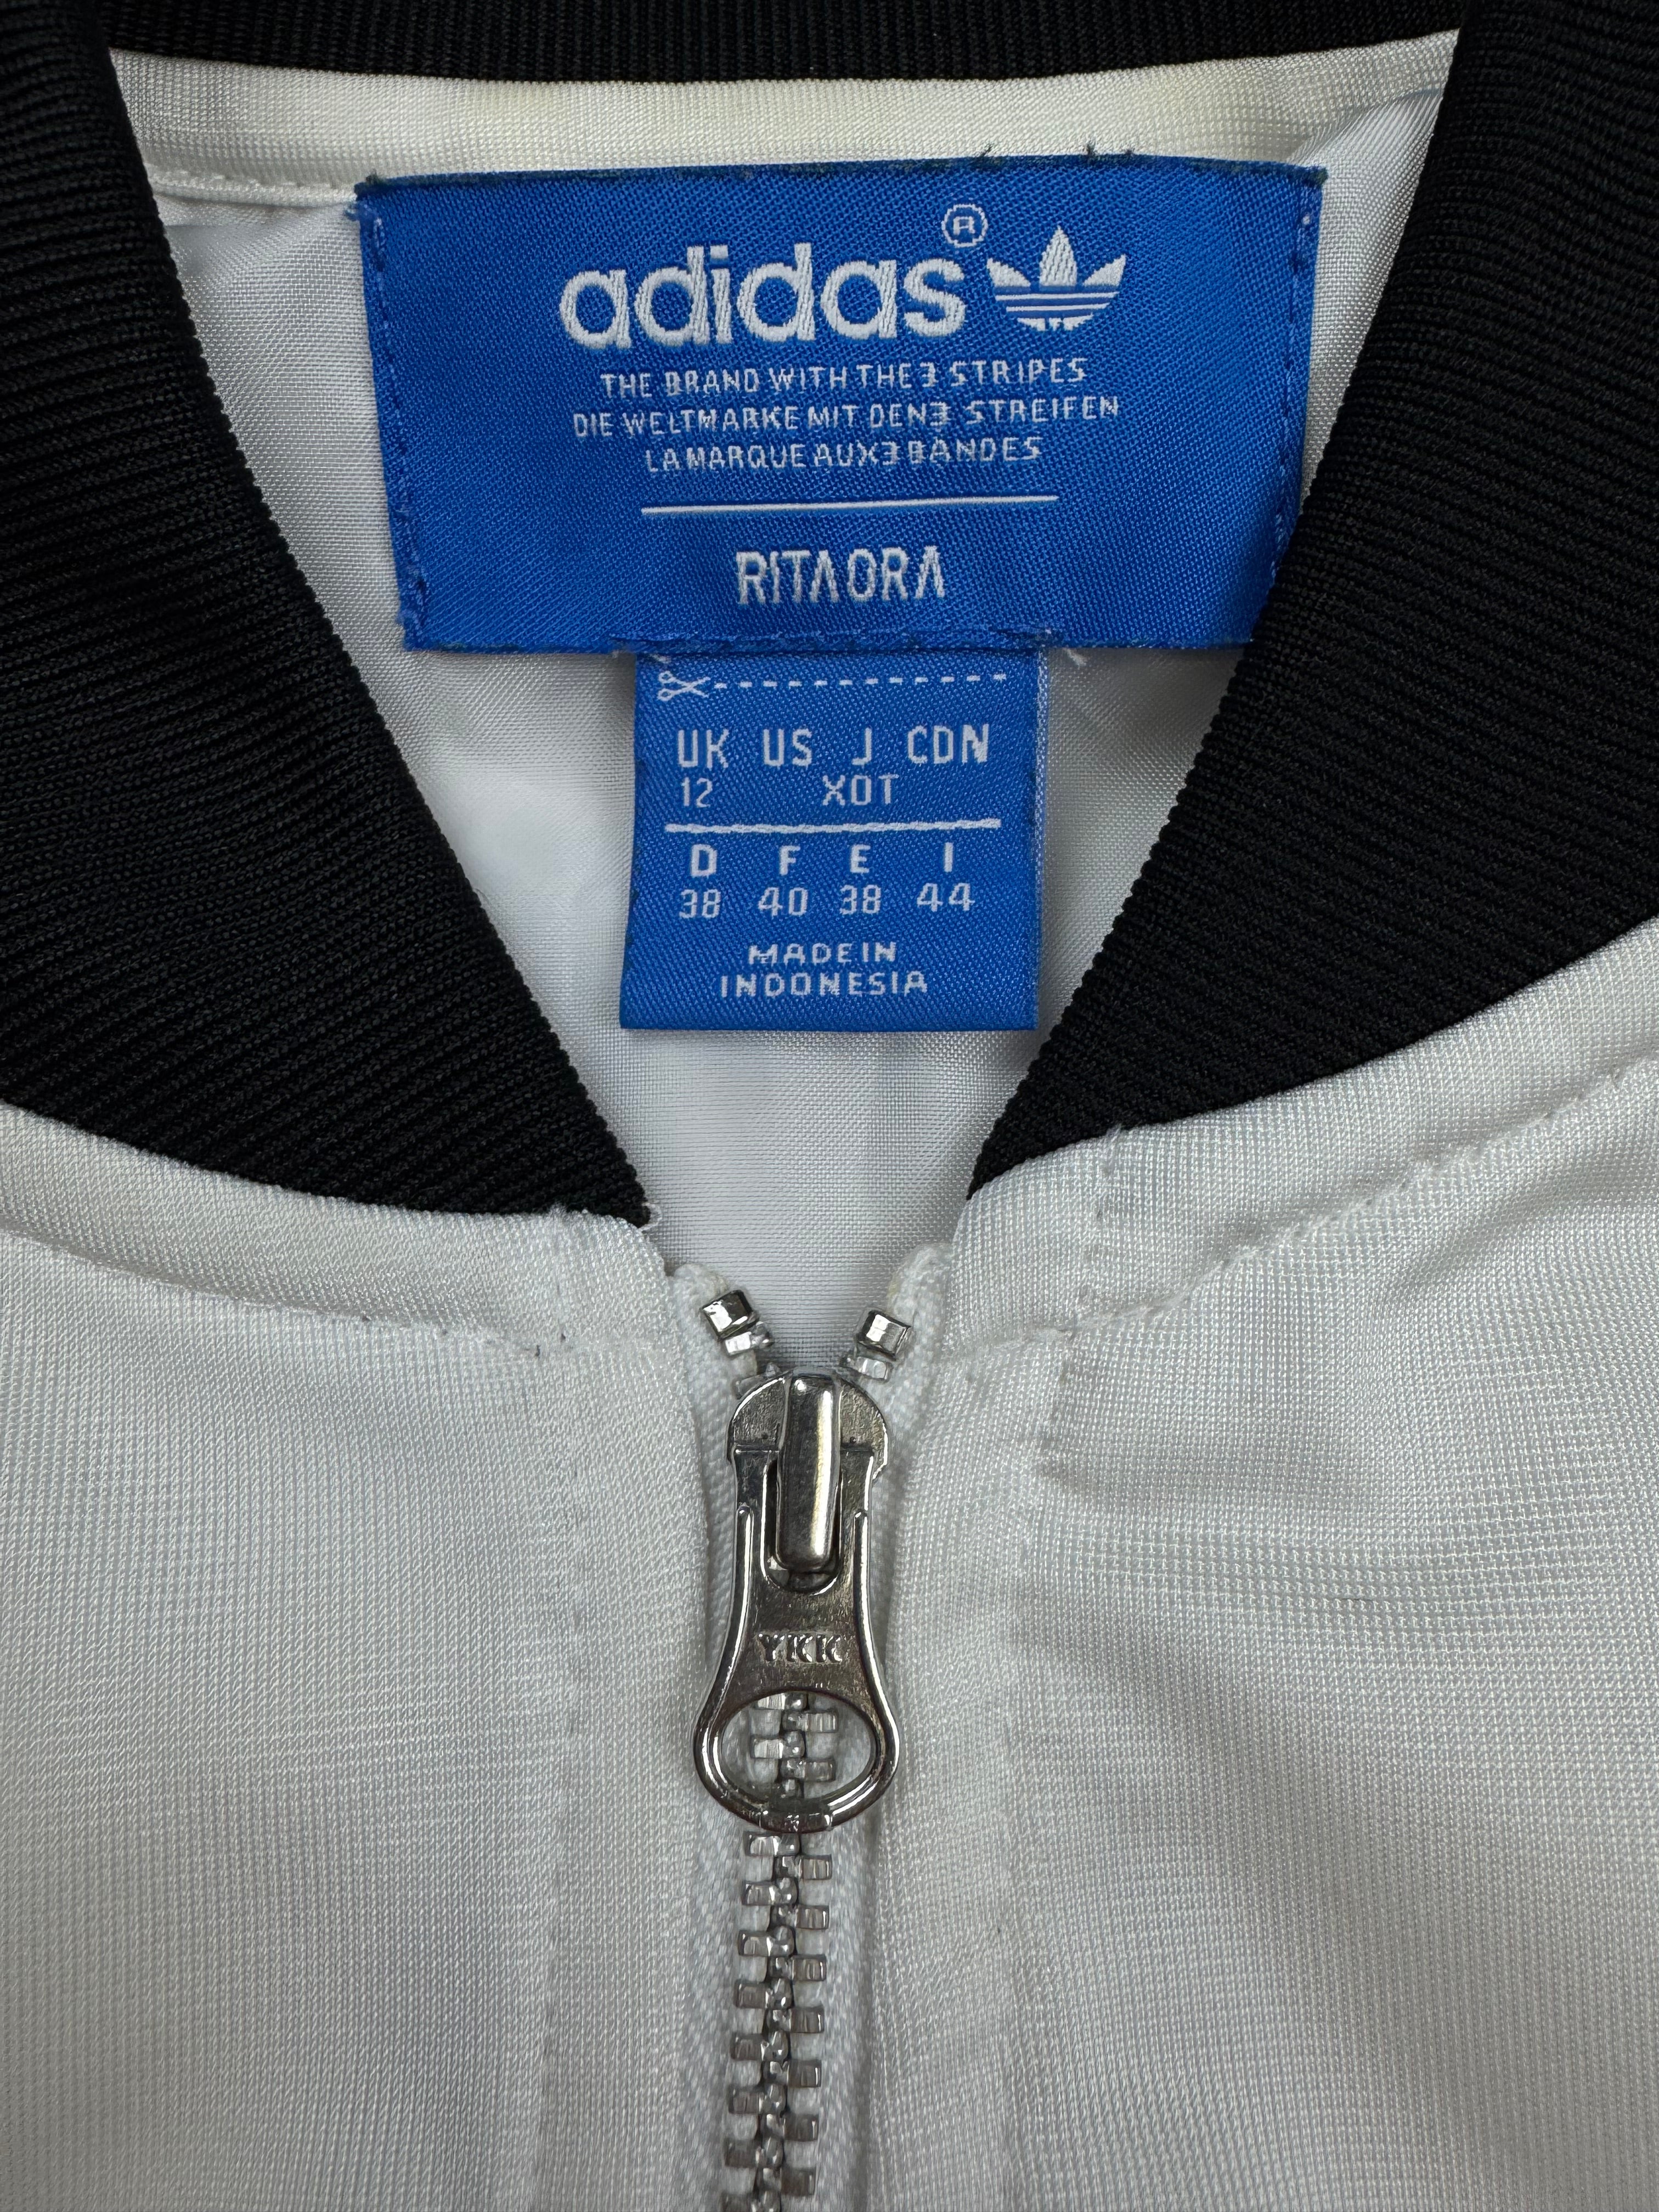 adidas ®
THE BRAND WITH THE 3 STRIPES
DIE WELTMARKE MIT DEN 3 STREIFEN
LA MARQUE AUX 3 BANDES
RITA ORA
UK US J CDN
12 XOT
D F E I
38 40 38 44
MADE IN
INDONESIA
YKK